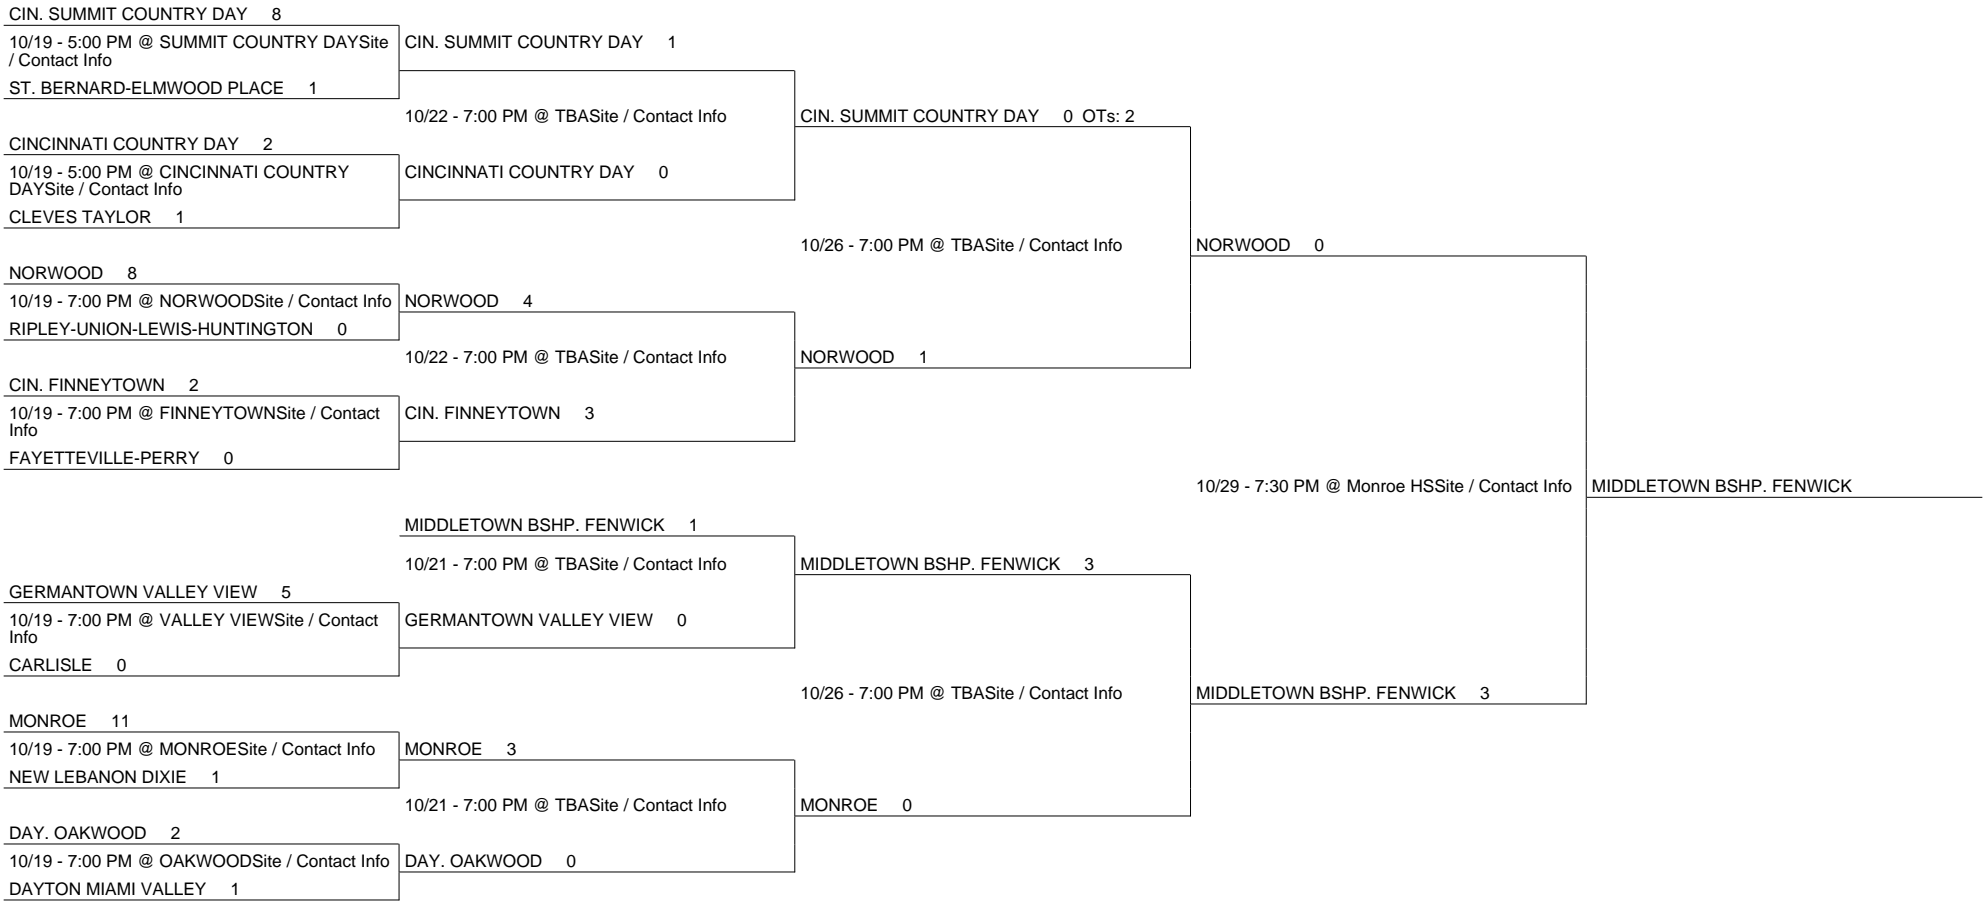 CIN. SUMMIT COUNTRY DAY 8
10/19 - 5:00 PM @ SUMMIT COUNTRY DAYSite
/ Contact Info
ST. BERNARD-ELMWOOD PLACE 1
CINCINNATI COUNTRY DAY 2
10/19 - 5:00 PM @ CINCINNATI COUNTRY
DAYSite / Contact Info
CLEVES TAYLOR 1
NORWOOD 8
10/19 - 7:00 PM @ NORWOODSite / Contact Info
RIPLEY-UNION-LEWIS-HUNTINGTON 0
CIN. FINNEYTOWN 2
10/19 - 7:00 PM @ FINNEYTOWNSite / Contact
Info
FAYETTEVILLE-PERRY 0
GERMANTOWN VALLEY VIEW 5
10/19 - 7:00 PM @ VALLEY VIEWSite / Contact
Info
CARLISLE 0
MONROE 11
10/19 - 7:00 PM @ MONROESite / Contact Info
NEW LEBANON DIXIE 1
DAY. OAKWOOD 2
10/19 - 7:00 PM @ OAKWOODSite / Contact Info
DAYTON MIAMI VALLEY 1
CIN. SUMMIT COUNTRY DAY 1
10/22 - 7:00 PM @ TBASite / Contact Info
CINCINNATI COUNTRY DAY 0
NORWOOD 4
10/22 - 7:00 PM @ TBASite / Contact Info
CIN. FINNEYTOWN 3
MIDDLETOWN BSHP. FENWICK 1
10/21 - 7:00 PM @ TBASite / Contact Info
GERMANTOWN VALLEY VIEW 0
MONROE 3
10/21 - 7:00 PM @ TBASite / Contact Info
DAY. OAKWOOD 0
CIN. SUMMIT COUNTRY DAY 0 OTs: 2
10/26 - 7:00 PM @ TBASite / Contact Info
NORWOOD 1
MIDDLETOWN BSHP. FENWICK 3
10/26 - 7:00 PM @ TBASite / Contact Info
MONROE 0
NORWOOD 0
10/29 - 7:30 PM @ Monroe HSSite / Contact Info
MIDDLETOWN BSHP. FENWICK 3
MIDDLETOWN BSHP. FENWICK